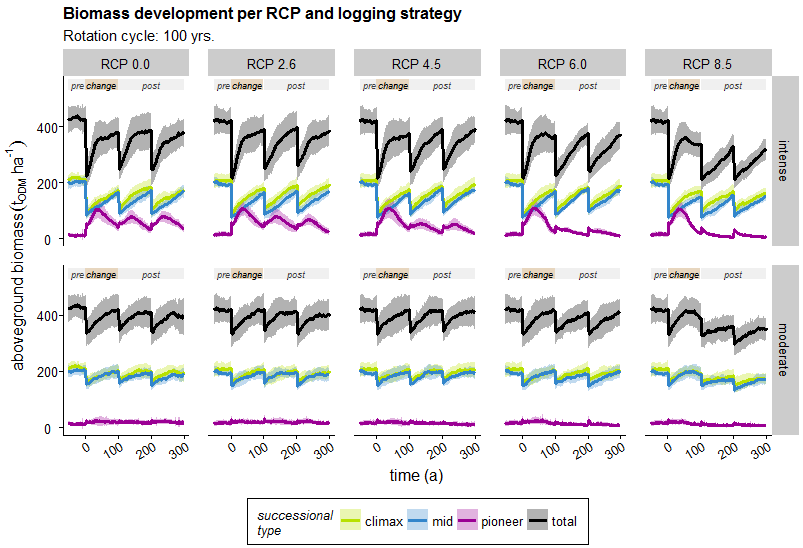 Biomass development per RCP and logging strategy
Rotation cycle: 100 yrs.
RCP 0.0 RCP 2.6 RCP 4.5 RCP 6.0 RCP 8.5
pre change post pre change post pre change post pre change post pre change post
400
200
0
intense
pre change post pre change post pre change post pre change post pre change post
400
200
0
moderate
aboveground biomass (tODM ha-1)
0 100 200 300 0 100 200 300 0 100 200 300 0 100 200 300 0 100 200 300
time (a)
successional
type
climax mid pioneer total